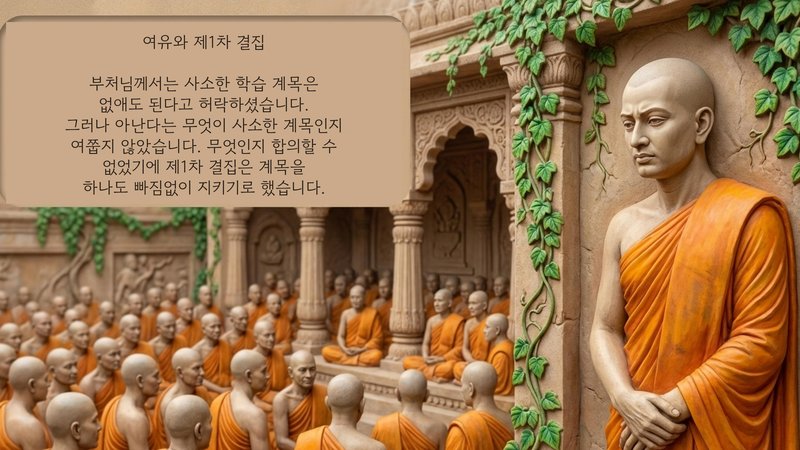 여유와 제1차 결집
부처님께서는 사소한 학습 계목은
없애도 된다고 허락하셨습니다.
그러나 아난다는 무엇이 사소한 계목인지
여쭙지 않았습니다. 무엇인지 합의할 수
없었기에 제1차 결집은 계목을
하나도 빠짐없이 지키기로 했습니다.